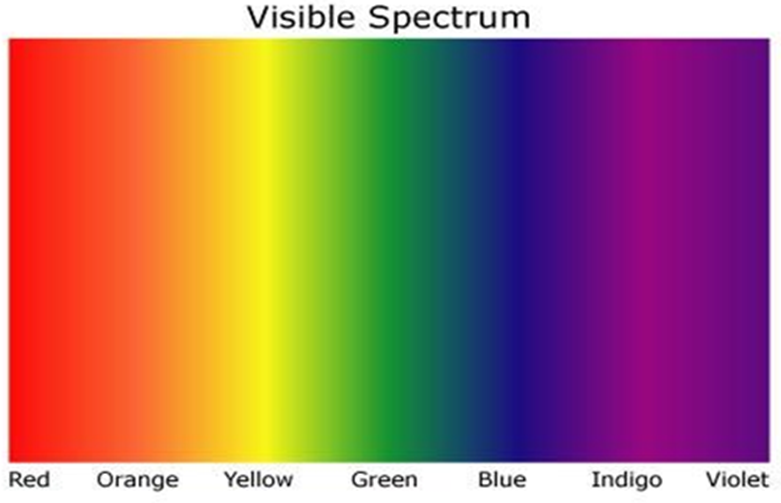 Visible Spectrum
Red Orange Yellow Green Blue Indigo Violet